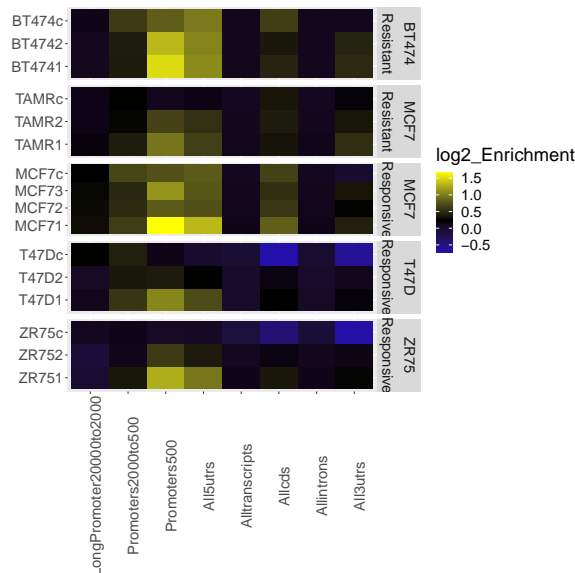 BT474c
BT4742
BT4741
BT474
Resistant
TAMRc
TAMR2
TAMR1
MCF7
Resistant
MCF7c
MCF73
MCF72
MCF71
MCF7
Responsive
T47Dc
T47D2
T47D1
T47D
Responsive
ZR75c
ZR752
ZR751
ZR75
Responsive
LongPromoter20000to2000
Promoters2000to500
Promoters500
All5utrs
Alltranscripts
Allcds
Allintrons
All3utrs
log2_Enrichment
1.5
1.0
0.5
0.0
−0.5